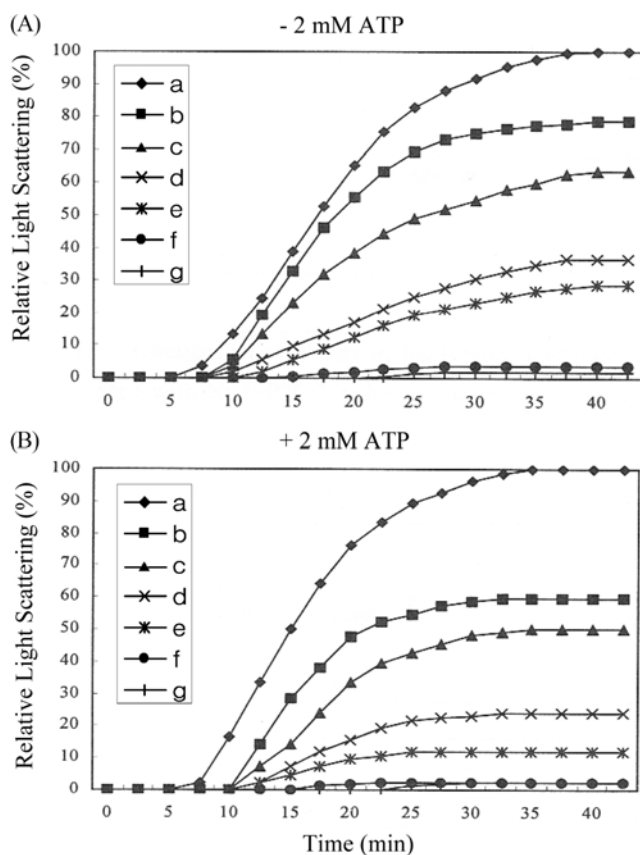 (A)
- 2 mM ATP
Relative Light Scattering (%)
100
90
80
70
60
50
40
30
20
10
0
a
b
c
d
e
f
g
0 5 10 15 20 25 30 35 40
(B)
+ 2 mM ATP
Relative Light Scattering (%)
100
90
80
70
60
50
40
30
20
10
0
a
b
c
d
e
f
g
0 5 10 15 20 25 30 35 40
Time (min)